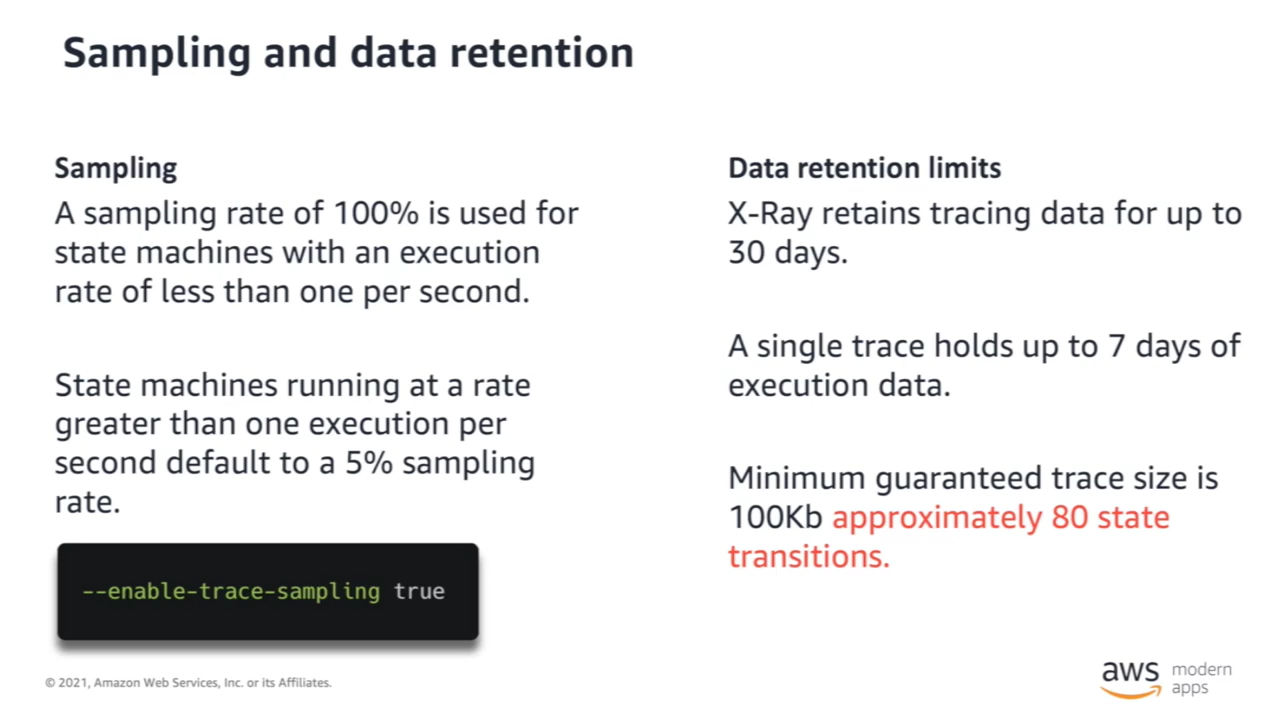 Sampling and data retention
Sampling
A sampling rate of 100% is used for
state machines with an execution
rate of less than one per second.
State machines running at a rate
greater than one execution per
second default to a 5% sampling
rate.
--enable-trace-sampling true
Data retention limits
X-Ray retains tracing data for up to
30 days.
A single trace holds up to 7 days of
execution data.
Minimum guaranteed trace size is
100Kb approximately 80 state
transitions.
© 2021, Amazon Web Services, Inc. or its Affiliates.
aws
modern
apps